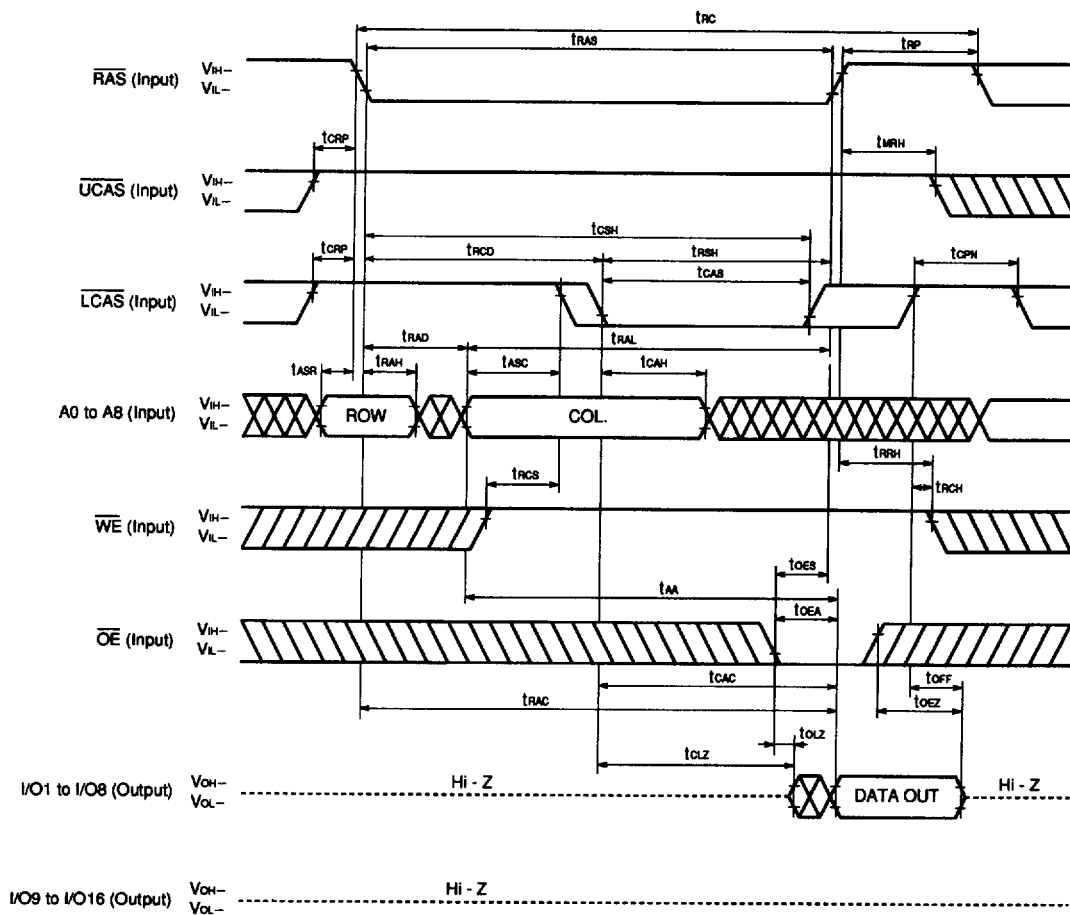 tRC
tRAS
tRP
RAS (Input)
VIH–
VIL–
tCRP
tMRH
UCAS (Input)
VIH–
VIL–
tCSH
tCRP
tRCD
tRSH
tCAS
tCPN
LCAS (Input)
VIH–
VIL–
tRAD
tRAL
tASR
tRAH
tASC
tCAH
A0 to A8 (Input)
VIH–
VIL–
ROW
COL.
tRRH
tRCS
tRCH
WE (Input)
VIH–
VIL–
tOES
tAA
tOEA
OE (Input)
VIH–
VIL–
tCAC
tOFF
tRAC
tOEZ
tOLZ
tCLZ
I/O1 to I/O8 (Output)
VOH–
VOL–
Hi - Z
DATA OUT
Hi - Z
I/O9 to I/O16 (Output)
VOH–
VOL–
Hi - Z